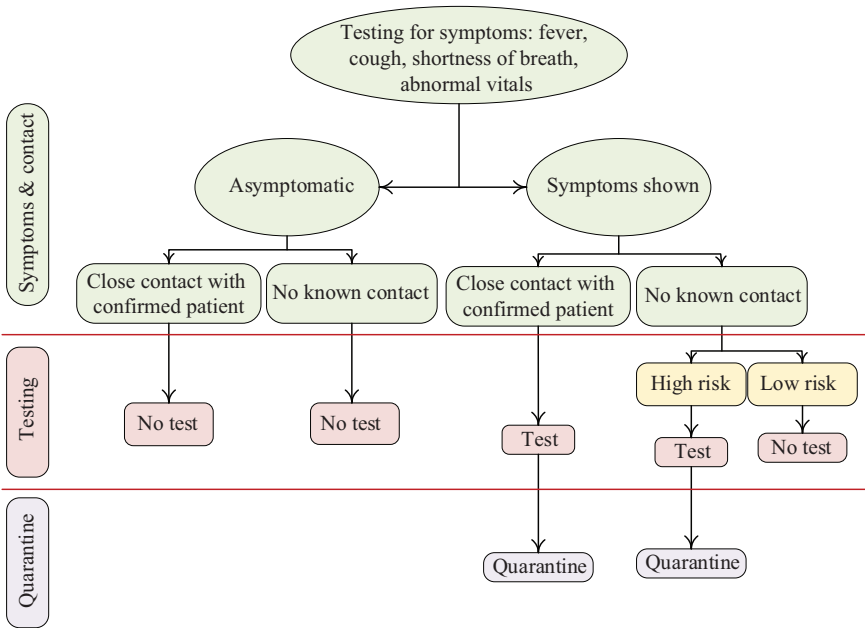 Testing for symptoms: fever,
cough, shortness of breath,
abnormal vitals
Symptoms & contact
Asymptomatic
Symptoms shown
Close contact with
confirmed patient
No known contact
Close contact with
confirmed patient
No known contact
Testing
High risk
Low risk
No test
No test
Test
Test
No test
Quarantine
Quarantine
Quarantine